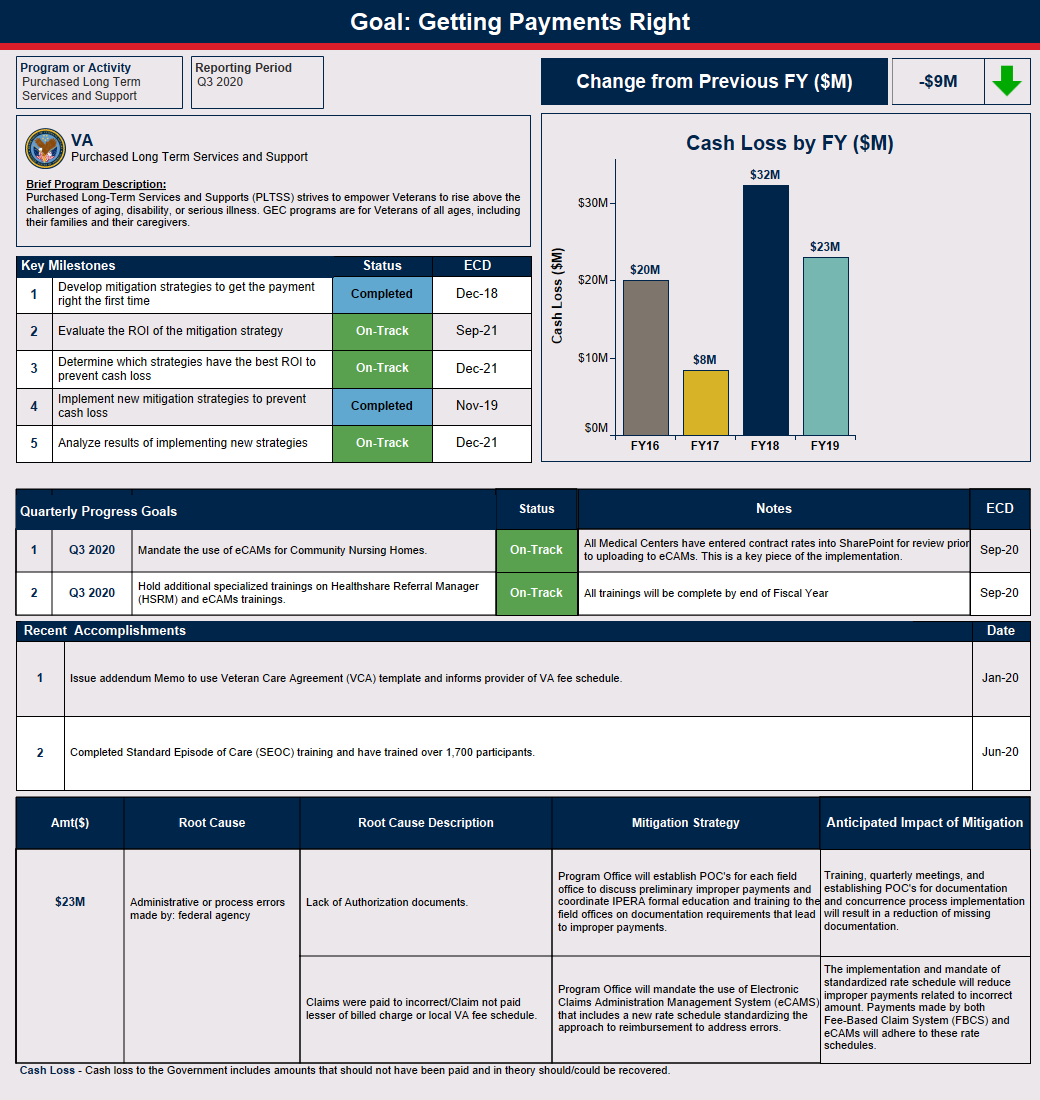 Goal: Getting Payments Right
Program or Activity
Purchased Long Term
Services and Support
Reporting Period
Q3 2020
Change from Previous FY ($M)
-$9M
VA
Purchased Long Term Services and Support
Brief Program Description:
Purchased Long-Term Services and Supports (PLTSS) strives to empower Veterans to rise above the
challenges of aging, disability, or serious illness. GEC programs are for Veterans of all ages, including
their families and their caregivers.
Key Milestones Status ECD
1 Develop mitigation strategies to get the payment
right the first time
Completed Dec-18
2 Evaluate the ROI of the mitigation strategy On-Track Sep-21
3 Determine which strategies have the best ROI to
prevent cash loss
On-Track Dec-21
4 Implement new mitigation strategies to prevent
cash loss
Completed Nov-19
5 Analyze results of implementing new strategies On-Track Dec-21
Cash Loss by FY ($M)
Cash Loss ($M)
$30M
$20M
$10M
$0M
$20M
$8M
$32M
$23M
FY16 FY17 FY18 FY19
Quarterly Progress Goals Status Notes ECD
1 Q3 2020 Mandate the use of eCAMs for Community Nursing Homes. On-Track
All Medical Centers have entered contract rates into SharePoint for review prior
to uploading to eCAMs. This is a key piece of the implementation.
Sep-20
2 Q3 2020
Hold additional specialized trainings on Healthshare Referral Manager
(HSRM) and eCAMs trainings.
On-Track All trainings will be complete by end of Fiscal Year Sep-20
Recent Accomplishments Date
1 Issue addendum Memo to use Veteran Care Agreement (VCA) template and informs provider of VA fee schedule. Jan-20
2 Completed Standard Episode of Care (SEOC) training and have trained over 1,700 participants. Jun-20
Amt($) Root Cause Root Cause Description Mitigation Strategy Anticipated Impact of Mitigation
$23M
Administrative or process errors
made by: federal agency
Lack of Authorization documents.
Program Office will establish POC's for each field
office to discuss preliminary improper payments and
coordinate IPERA formal education and training to the
field offices on documentation requirements that lead
to improper payments.
Training, quarterly meetings, and
establishing POC's for documentation
and concurrence process implementation
will result in a reduction of missing
documentation.
Claims were paid to incorrect/Claim not paid
lesser of billed charge or local VA fee schedule.
Program Office will mandate the use of Electronic
Claims Administration Management System (eCAMS)
that includes a new rate schedule standardizing the
approach to reimbursement to address errors.
The implementation and mandate of
standardized rate schedule will reduce
improper payments related to incorrect
amount. Payments made by both
Fee-Based Claim System (FBCS) and
eCAMs will adhere to these rate
schedules.
Cash Loss - Cash loss to the Government includes amounts that should not have been paid and in theory should/could be recovered.